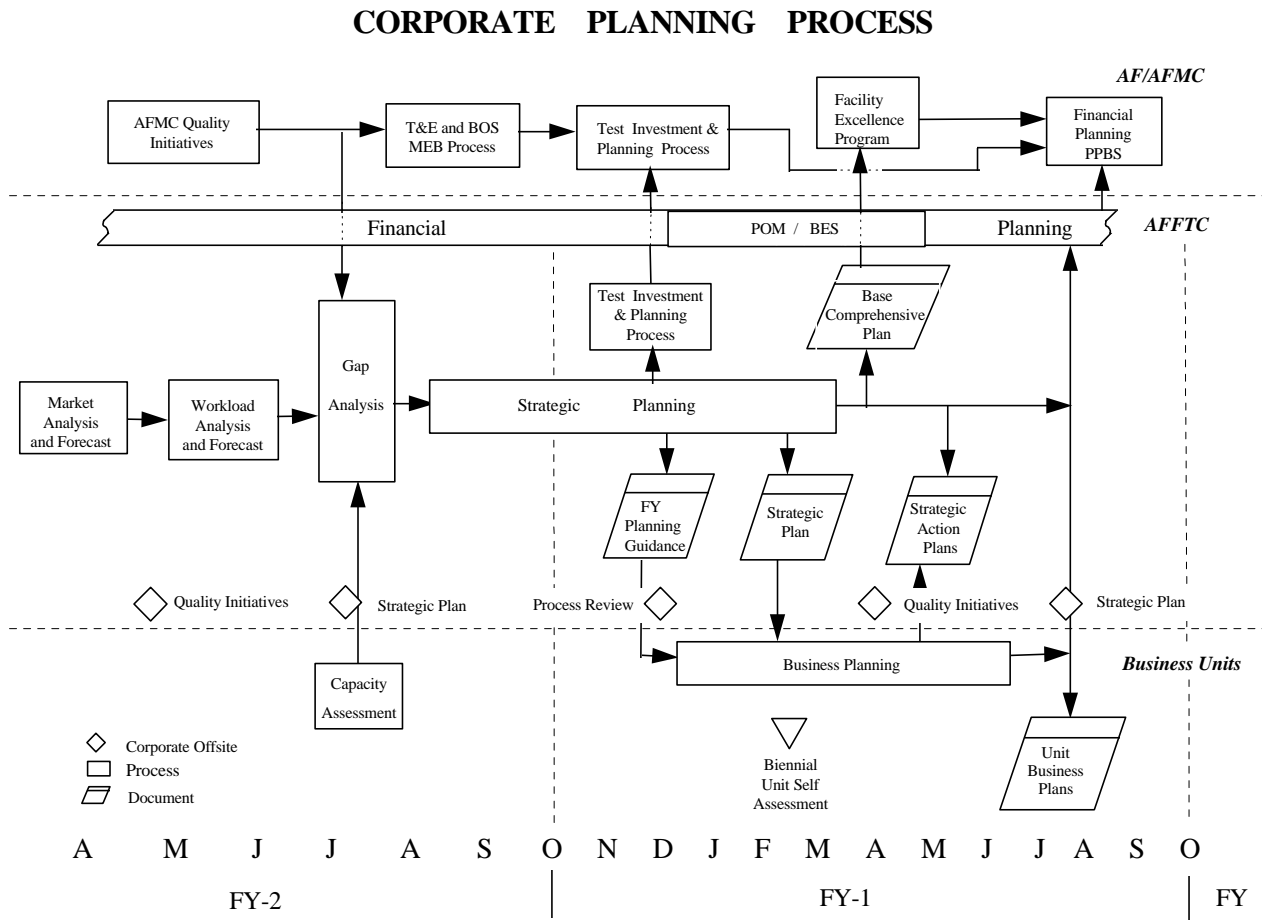 CORPORATE PLANNING PROCESS
AF/AFMC
AFMC Quality
Initiatives
T&E and BOS
MEB Process
Test Investment &
Planning Process
Facility
Excellence
Program
Financial
Planning
PPBS
Financial
POM / BES
Planning
AFFTC
Test Investment
& Planning
Process
Base
Comprehensive
Plan
Gap
Analysis
Market
Analysis
and Forecast
Workload
Analysis
and Forecast
Strategic Planning
FY
Planning
Guidance
Strategic
Plan
Strategic
Action
Plans
Quality Initiatives
Strategic Plan
Process Review
Quality Initiatives
Strategic Plan
Business Planning
Business Units
Capacity
Assessment
Corporate Offsite
Process
Document
Biennial
Unit Self
Assessment
Unit
Business
Plans
A M J J A S O N D J F M A M J J A S O
FY-2 FY-1 FY